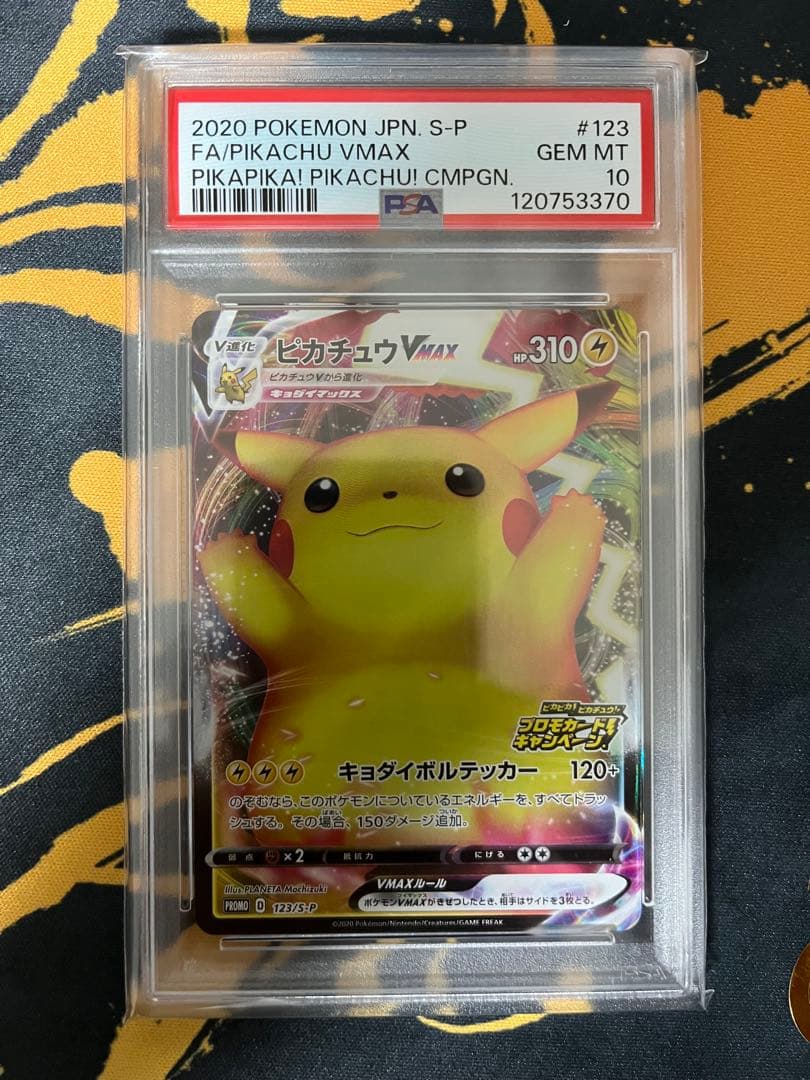 2020 POKEMON JPN. S-P #123
FA/PIKACHU VMAX GEM MT
PIKAPIKA! PIKACHU! CMPGN. 10
PSA 120753370
V進化 ピカチュウVMAX HP310
ピカチュウVから進化
キョダイマックス
ピカピカ!ピカチュウ!
プロモカード
キャンペーン!
キョダイボルテッカー 120+
のぞむなら、このポケモンについているエネルギーを、すべてトラッ
シュする。その場合、150ダメージ追加。
弱点 ×2 抵抗力 にげる
Illus. PLANETA Mochizuki
VMAXルール
PROMO D 123/S-P
ポケモンVMAXがきぜつしたとき、相手はサイドを3枚とる。
©2020 Pokémon/Nintendo/Creatures/GAME FREAK